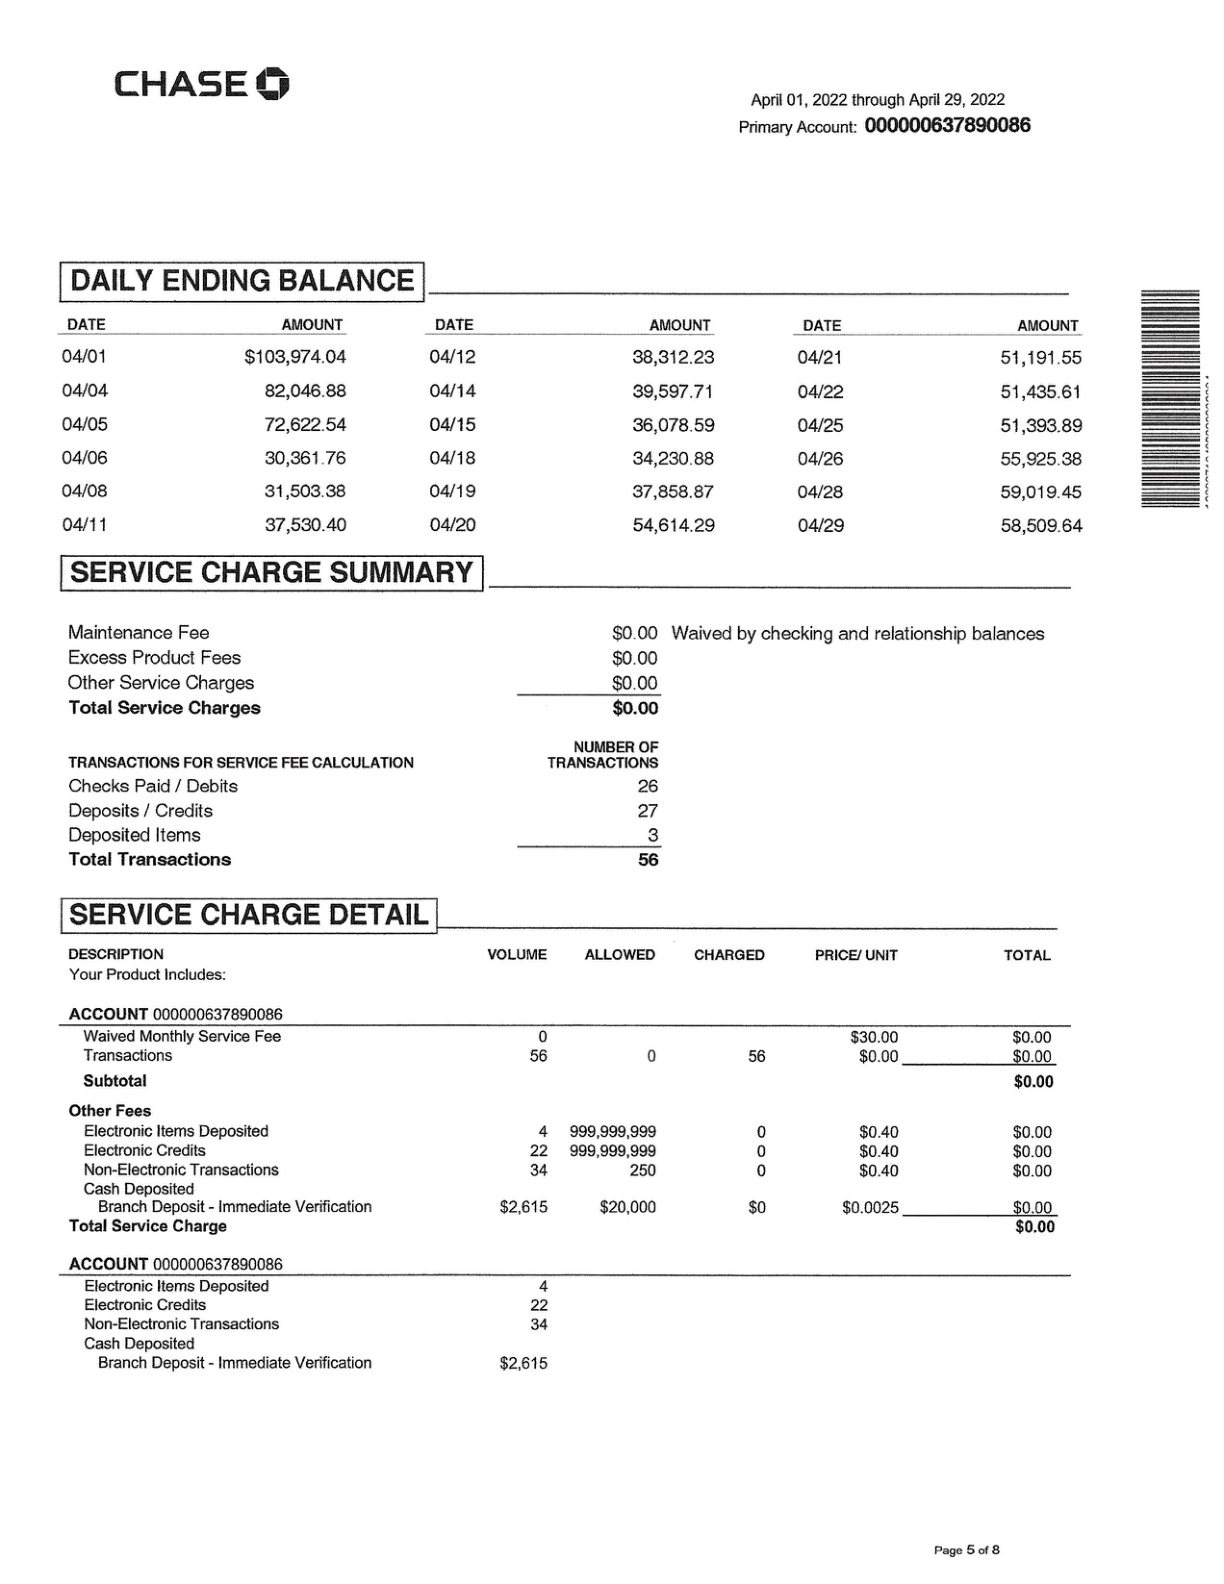 CHASE
April 01, 2022 through April 29, 2022
Primary Account: 000000637890086
DAILY ENDING BALANCE
DATE AMOUNT DATE AMOUNT DATE AMOUNT
04/01 $103,974.04 04/12 38,312.23 04/21 51,191.55
04/04 82,046.88 04/14 39,597.71 04/22 51,435.61
04/05 72,622.54 04/15 36,078.59 04/25 51,393.89
04/06 30,361.76 04/18 34,230.88 04/26 55,925.38
04/08 31,503.38 04/19 37,858.87 04/28 59,019.45
04/11 37,530.40 04/20 54,614.29 04/29 58,509.64
SERVICE CHARGE SUMMARY
Maintenance Fee $0.00 Waived by checking and relationship balances
Excess Product Fees $0.00
Other Service Charges $0.00
Total Service Charges $0.00
NUMBER OF
TRANSACTIONS FOR SERVICE FEE CALCULATION TRANSACTIONS
Checks Paid / Debits 26
Deposits / Credits 27
Deposited Items 3
Total Transactions 56
SERVICE CHARGE DETAIL
DESCRIPTION VOLUME ALLOWED CHARGED PRICE/ UNIT TOTAL
Your Product Includes:
ACCOUNT 000000637890086
Waived Monthly Service Fee 0 $30.00 $0.00
Transactions 56 0 56 $0.00 $0.00
Subtotal $0.00
Other Fees
Electronic Items Deposited 4 999,999,999 0 $0.40 $0.00
Electronic Credits 22 999,999,999 0 $0.40 $0.00
Non-Electronic Transactions 34 250 0 $0.40 $0.00
Cash Deposited
Branch Deposit - Immediate Verification $2,615 $20,000 $0 $0.0025 $0.00
Total Service Charge $0.00
ACCOUNT 000000637890086
Electronic Items Deposited 4
Electronic Credits 22
Non-Electronic Transactions 34
Cash Deposited
Branch Deposit - Immediate Verification $2,615
Page 5 of 8